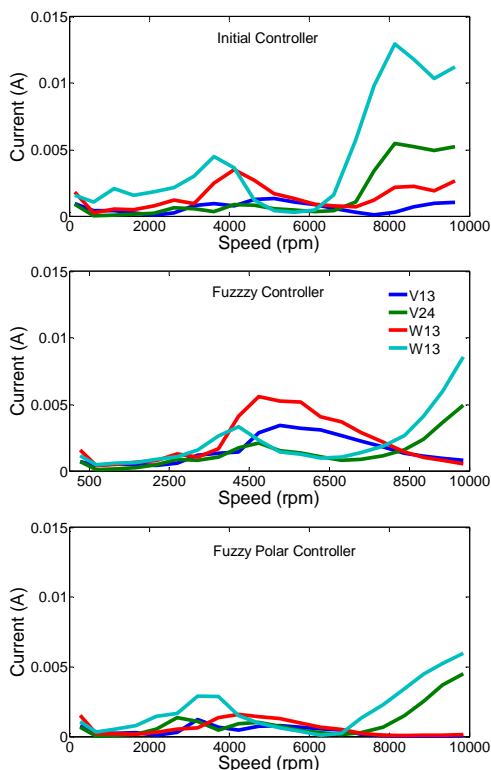 0.015
Initial Controller
0.01
Current (A)
0.005
0
0 2000 4000 6000 8000 10000
Speed (rpm)
0.015
Fuzzzy Controller
V13
V24
W13
W13
0.01
Current (A)
0.005
0
500 2500 4500 6500 8500 10000
Speed (rpm)
0.015
Fuzzy Polar Controller
0.01
Current (A)
0.005
0
0 2000 4000 6000 8000 10000
Speed (rpm)